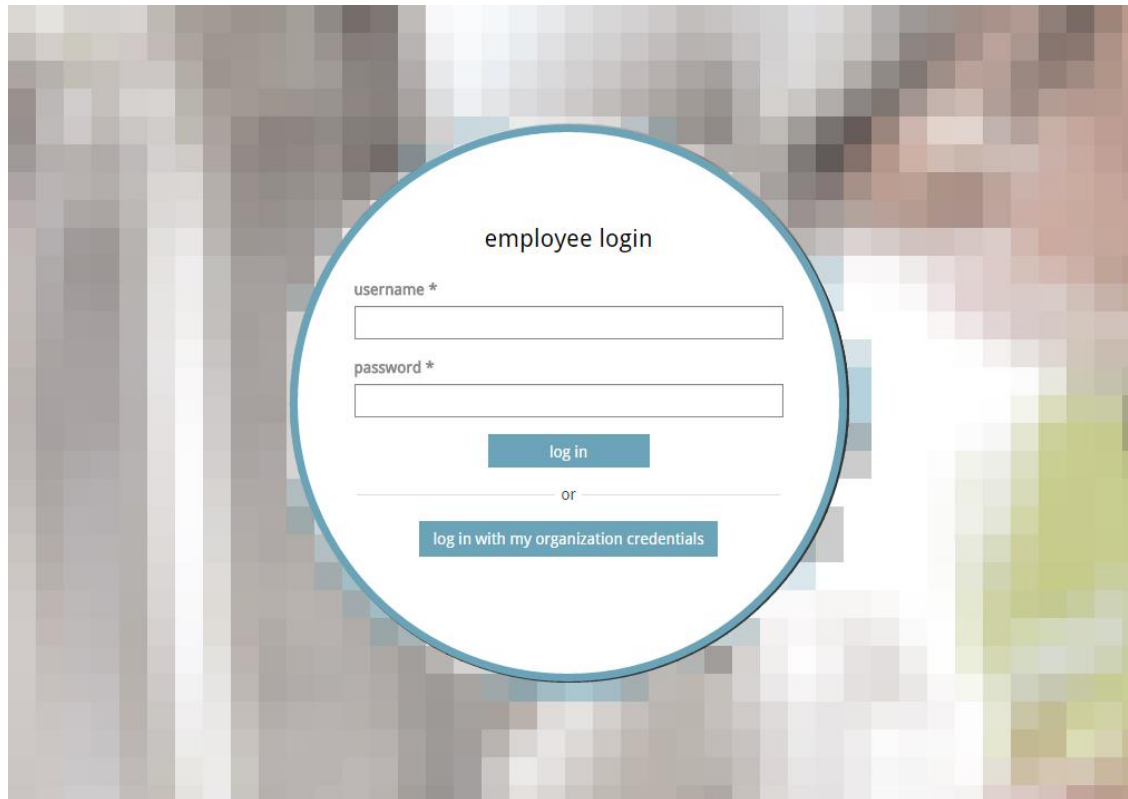 employee login
username *
password *
log in
or
log in with my organization credentials